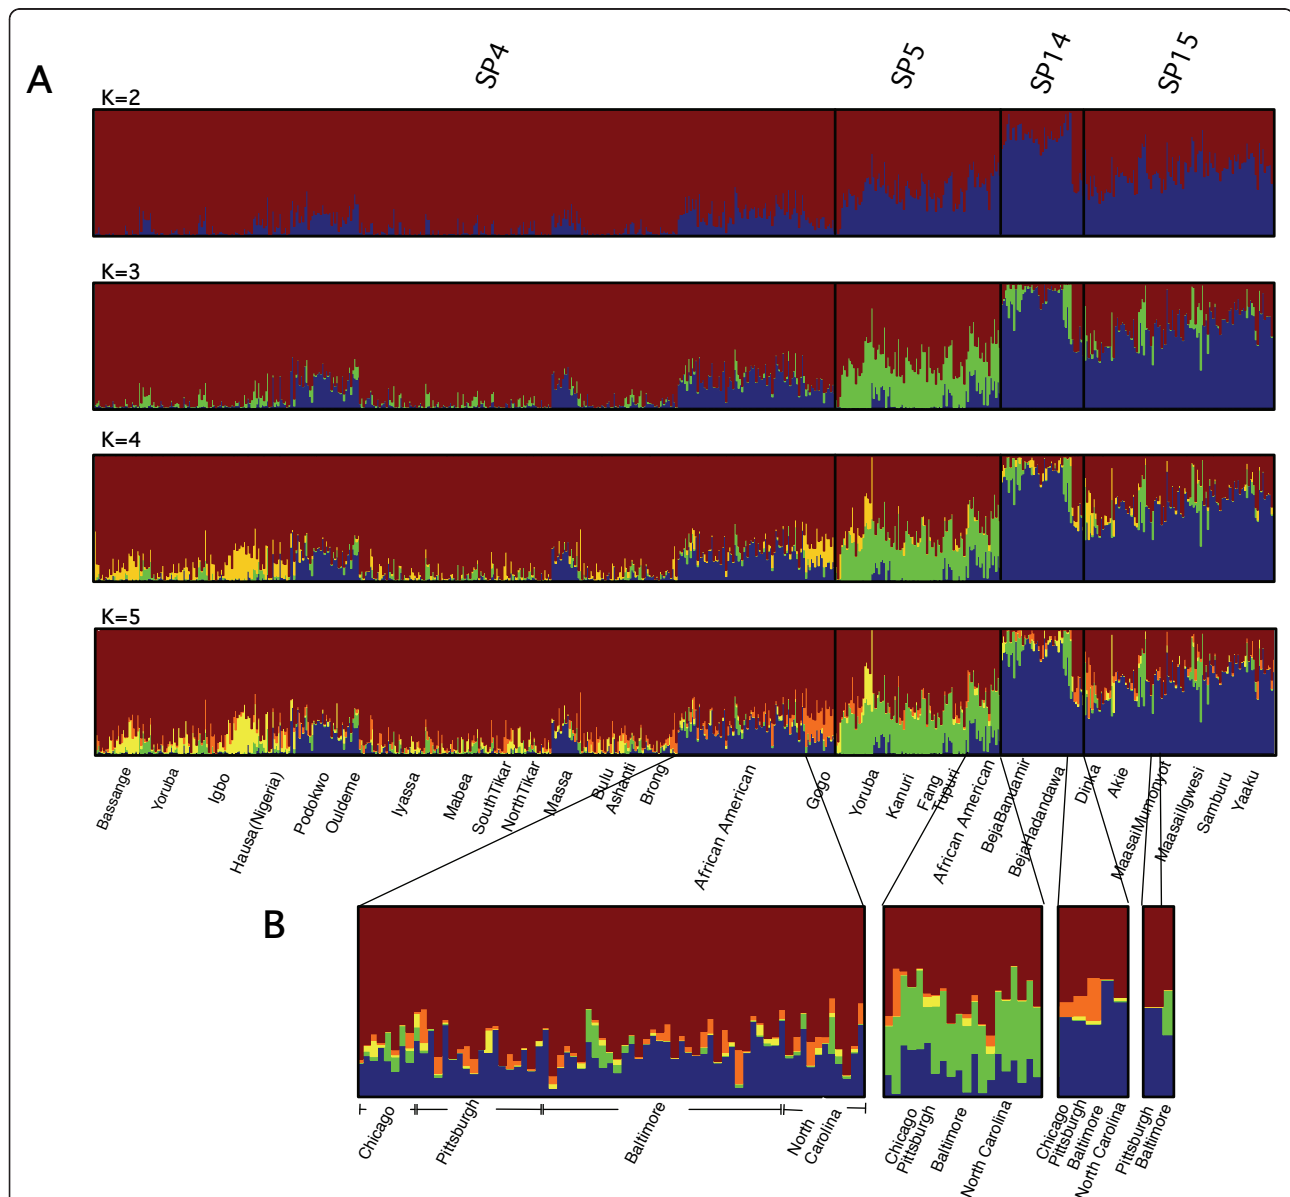 A
SP4
SP5
SP14
SP15
K=2
K=3
K=4
K=5
Bassange
Yoruba
Igbo
Hausa(Nigeria)
Podokwo
Ouldeme
Iyassa
Mabea
SouthTikar
NorthTikar
Massa
Bulu
Ashanti
Brong
African American
Gogo
Yoruba
Kanuri
Fang
Tupuri
African American
BejaBanuamir
BejaHadandawa
Dinka
Akie
MaasaiMumonyot
MaasaiIlgwesi
Samburu
Yaaku
B
Chicago
Pittsburgh
Baltimore
North
Carolina
Chicago
Pittsburgh
Baltimore
North Carolina
Chicago
Pittsburgh
Baltimore
North Carolina
Pittsburgh
Baltimore